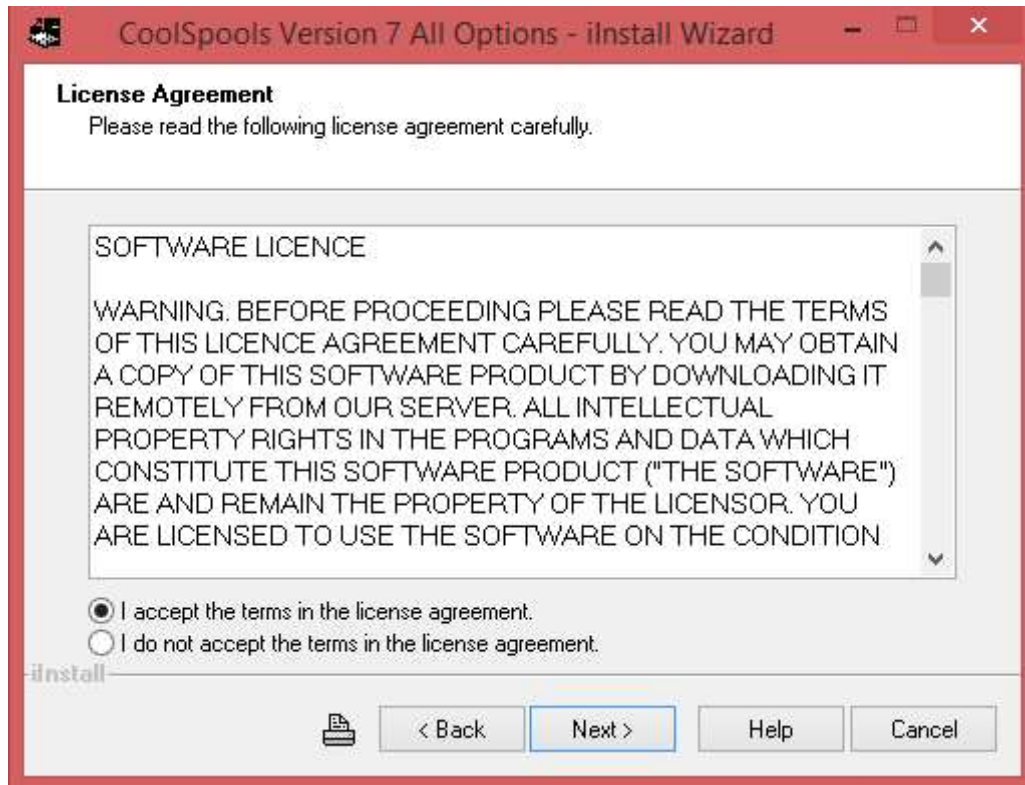 CoolSpools Version 7 All Options - iInstall Wizard
License Agreement
Please read the following license agreement carefully.
SOFTWARE LICENCE
WARNING. BEFORE PROCEEDING PLEASE READ THE TERMS
OF THIS LICENCE AGREEMENT CAREFULLY. YOU MAY OBTAIN
A COPY OF THIS SOFTWARE PRODUCT BY DOWNLOADING IT
REMOTELY FROM OUR SERVER. ALL INTELLECTUAL
PROPERTY RIGHTS IN THE PROGRAMS AND DATA WHICH
CONSTITUTE THIS SOFTWARE PRODUCT ("THE SOFTWARE")
ARE AND REMAIN THE PROPERTY OF THE LICENSOR. YOU
ARE LICENSED TO USE THE SOFTWARE ON THE CONDITION
I accept the terms in the license agreement.
I do not accept the terms in the license agreement.
iInstall
< Back Next > Help Cancel